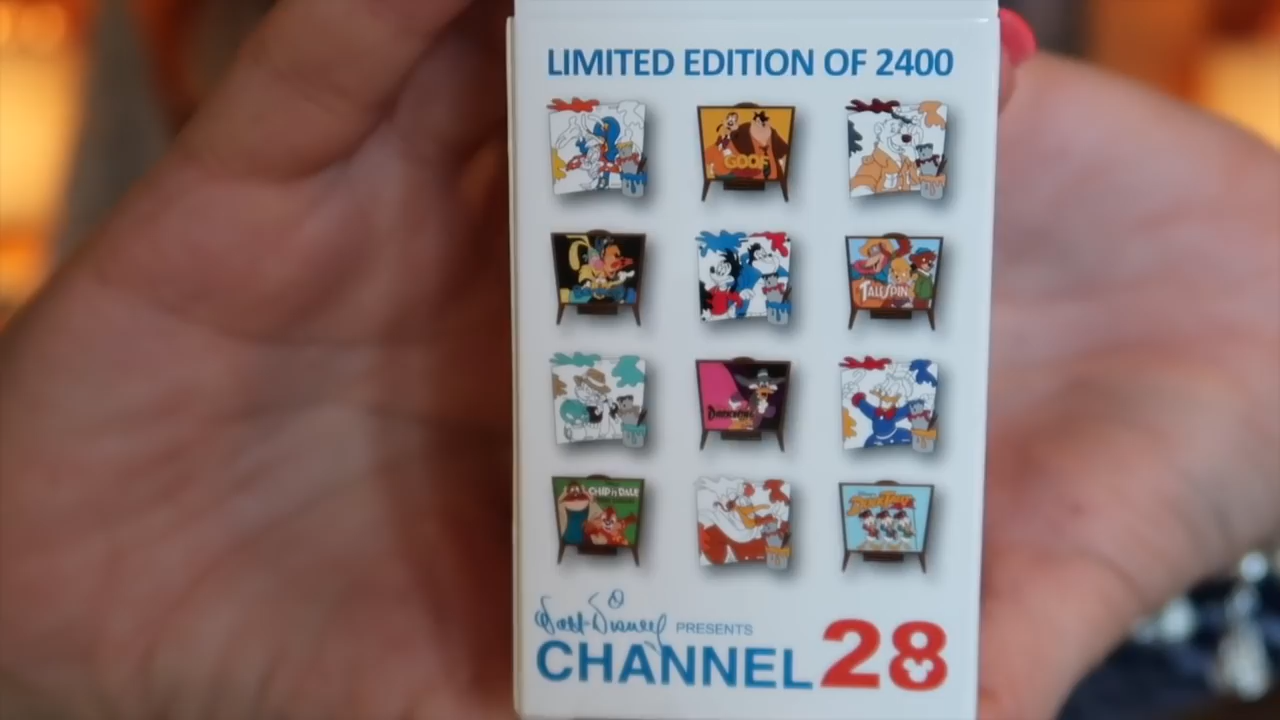 LIMITED EDITION OF 2400
GOOF
TALESPIN
CHIP 'n DALE
Walt Disney PRESENTS
CHANNEL 28